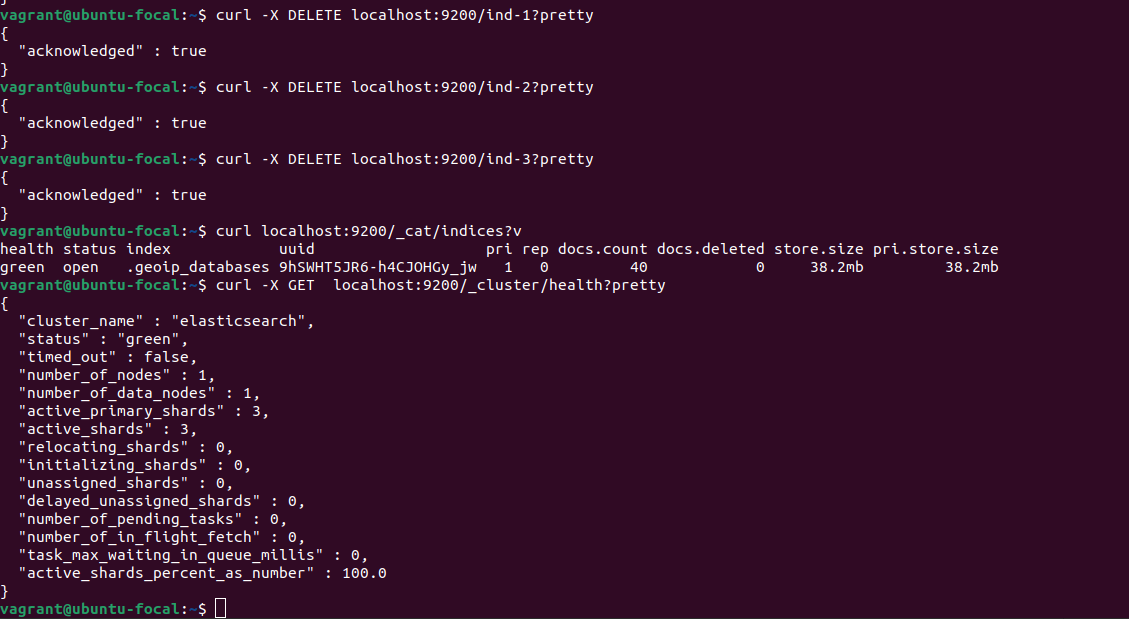 }
vagrant@ubuntu-focal:~$ curl -X DELETE localhost:9200/ind-1?pretty
{
  "acknowledged" : true
}
vagrant@ubuntu-focal:~$ curl -X DELETE localhost:9200/ind-2?pretty
{
  "acknowledged" : true
}
vagrant@ubuntu-focal:~$ curl -X DELETE localhost:9200/ind-3?pretty
{
  "acknowledged" : true
}
vagrant@ubuntu-focal:~$ curl localhost:9200/_cat/indices?v
health status index            uuid                   pri rep docs.count docs.deleted store.size pri.store.size
green  open   .geoip_databases 9hSWHT5JR6-h4CJOHGy_jw   1   0         40            0     38.2mb         38.2mb
vagrant@ubuntu-focal:~$ curl -X GET  localhost:9200/_cluster/health?pretty
{
  "cluster_name" : "elasticsearch",
  "status" : "green",
  "timed_out" : false,
  "number_of_nodes" : 1,
  "number_of_data_nodes" : 1,
  "active_primary_shards" : 3,
  "active_shards" : 3,
  "relocating_shards" : 0,
  "initializing_shards" : 0,
  "unassigned_shards" : 0,
  "delayed_unassigned_shards" : 0,
  "number_of_pending_tasks" : 0,
  "number_of_in_flight_fetch" : 0,
  "task_max_waiting_in_queue_millis" : 0,
  "active_shards_percent_as_number" : 100.0
}
vagrant@ubuntu-focal:~$